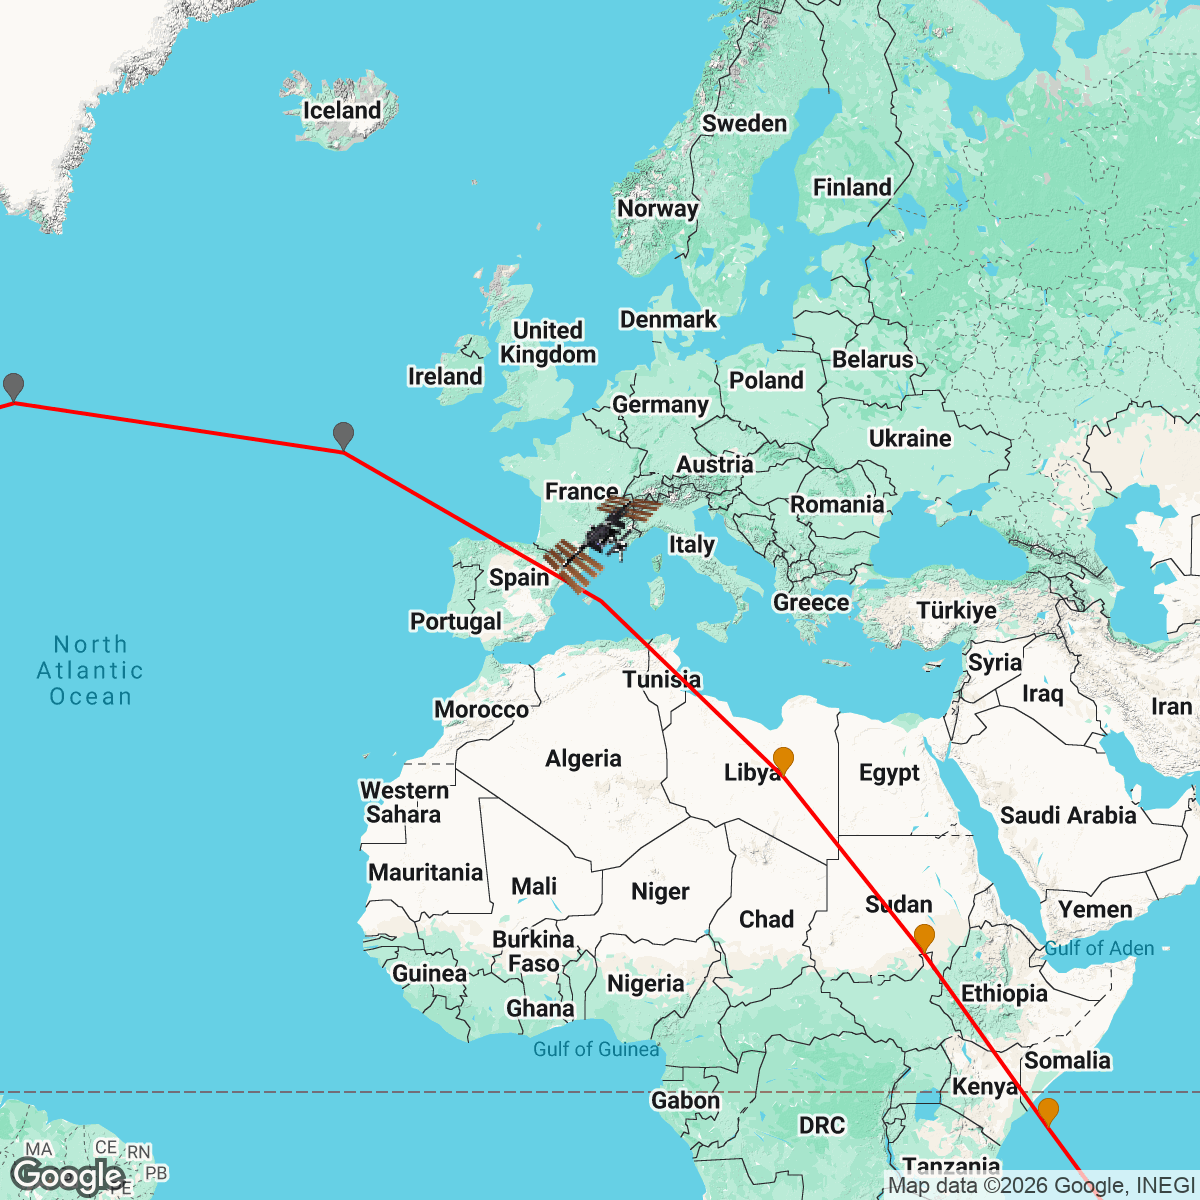 Iceland
Sweden
Finland
Norway
Denmark
United
Kingdom
Ireland
Belarus
Poland
Germany
Ukraine
Austria
France
Romania
Italy
Spain
Greece
Türkiye
Portugal
North
Atlantic
Ocean
Syria
Tunisia
Iraq
Iran
Morocco
Algeria
Libya
Egypt
Western
Sahara
Saudi Arabia
Mauritania
Mali
Niger
Chad
Sudan
Yemen
Burkina
Faso
Gulf of Aden
Guinea
Nigeria
Ethiopia
Ghana
Gulf of Guinea
Somalia
Kenya
Gabon
DRC
MA
CE
RN
PB
PE
Tanzania
Google
Map data ©2026 Google, INEGI